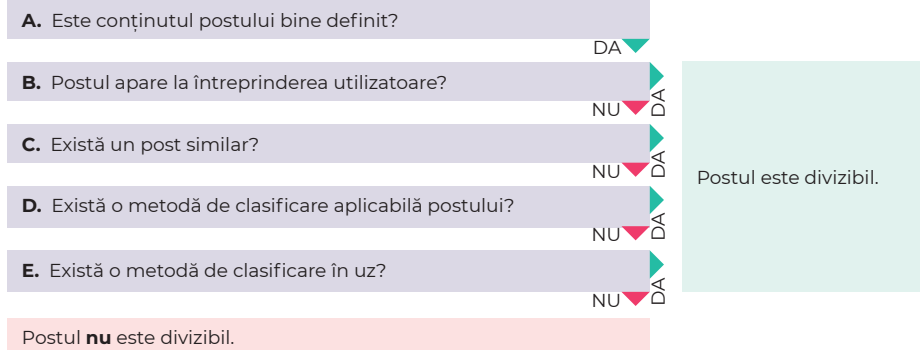 A. Este conținutul postului bine definit?
DA
B. Postul apare la întreprinderea utilizatoare?
DA
NU
C. Există un post similar?
DA
NU
Postul este divizibil.
D. Există o metodă de clasificare aplicabilă postului?
DA
NU
E. Există o metodă de clasificare în uz?
DA
NU
Postul nu este divizibil.